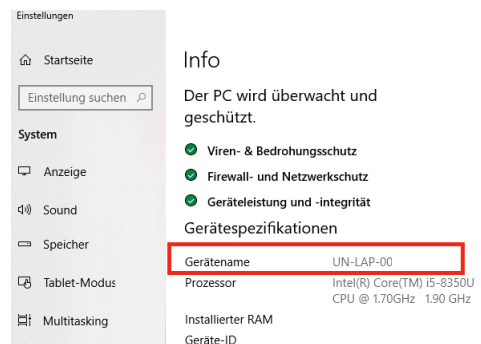 Einstellungen
Startseite
Einstellung suchen
System
Anzeige
Sound
Speicher
Tablet-Modus
Multitasking
Info
Der PC wird überwacht und
geschützt.
Viren- & Bedrohungsschutz
Firewall- und Netzwerkschutz
Geräteleistung und -integrität
Gerätespezifikationen
Gerätename UN-LAP-00
Prozessor Intel(R) Core(TM) i5-8350U
CPU @ 1.70GHz 1.90 GHz
Installierter RAM
Geräte-ID